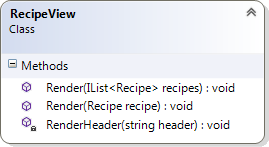 RecipeView
Class
Methods
Render(IList<Recipe> recipes) : void
Render(Recipe recipe) : void
RenderHeader(string header) : void